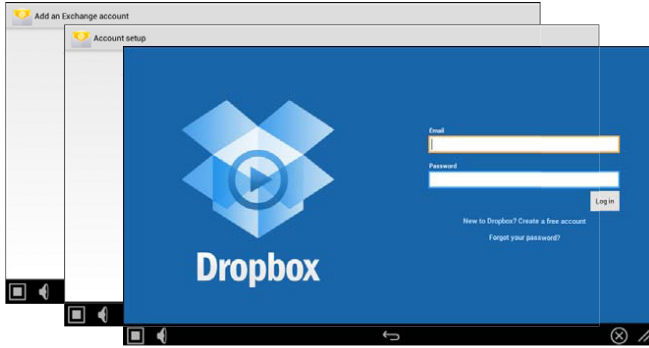 Add an Exchange account
Account setup
Email
Password
Log in
New to Dropbox? Create a free account
Forgot your password?
Dropbox